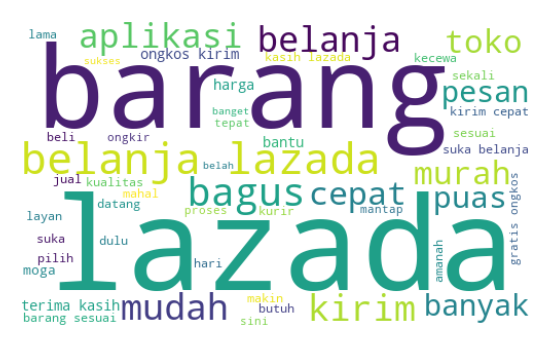 lama
sukses
aplikasi
ongkos kirim
belanja
kasih lazada
toko
kecewa
barang
harga
sekali
pesan
banget
tepat
kirim cepat
beli
ongkir
bantu
sesuai
suka belanja
belanja lazada
belah
murah
jual
kualitas
mahal
bagus
cepat
puas
gratis ongkos
layan
datang
proses
kurir
mantap
suka
dulu
lazada
pilih
moga
hari
amanah
terima kasih
barang sesuai
mudah
makin
butuh
sini
kirim
banyak